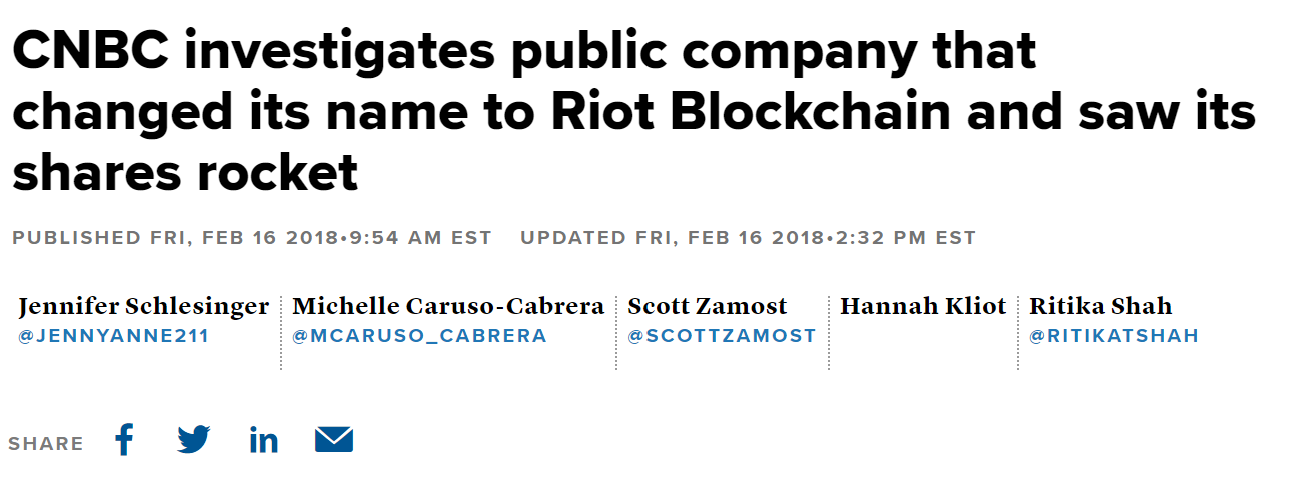 CNBC investigates public company that
changed its name to Riot Blockchain and saw its
shares rocket
PUBLISHED FRI, FEB 16 2018•9:54 AM EST UPDATED FRI, FEB 16 2018•2:32 PM EST
Jennifer Schlesinger Michelle Caruso-Cabrera Scott Zamost Hannah Kliot Ritika Shah
@JENNYANNE211 @MCARUSO_CABRERA @SCOTTZAMOST @RITIKATSHAH
SHARE